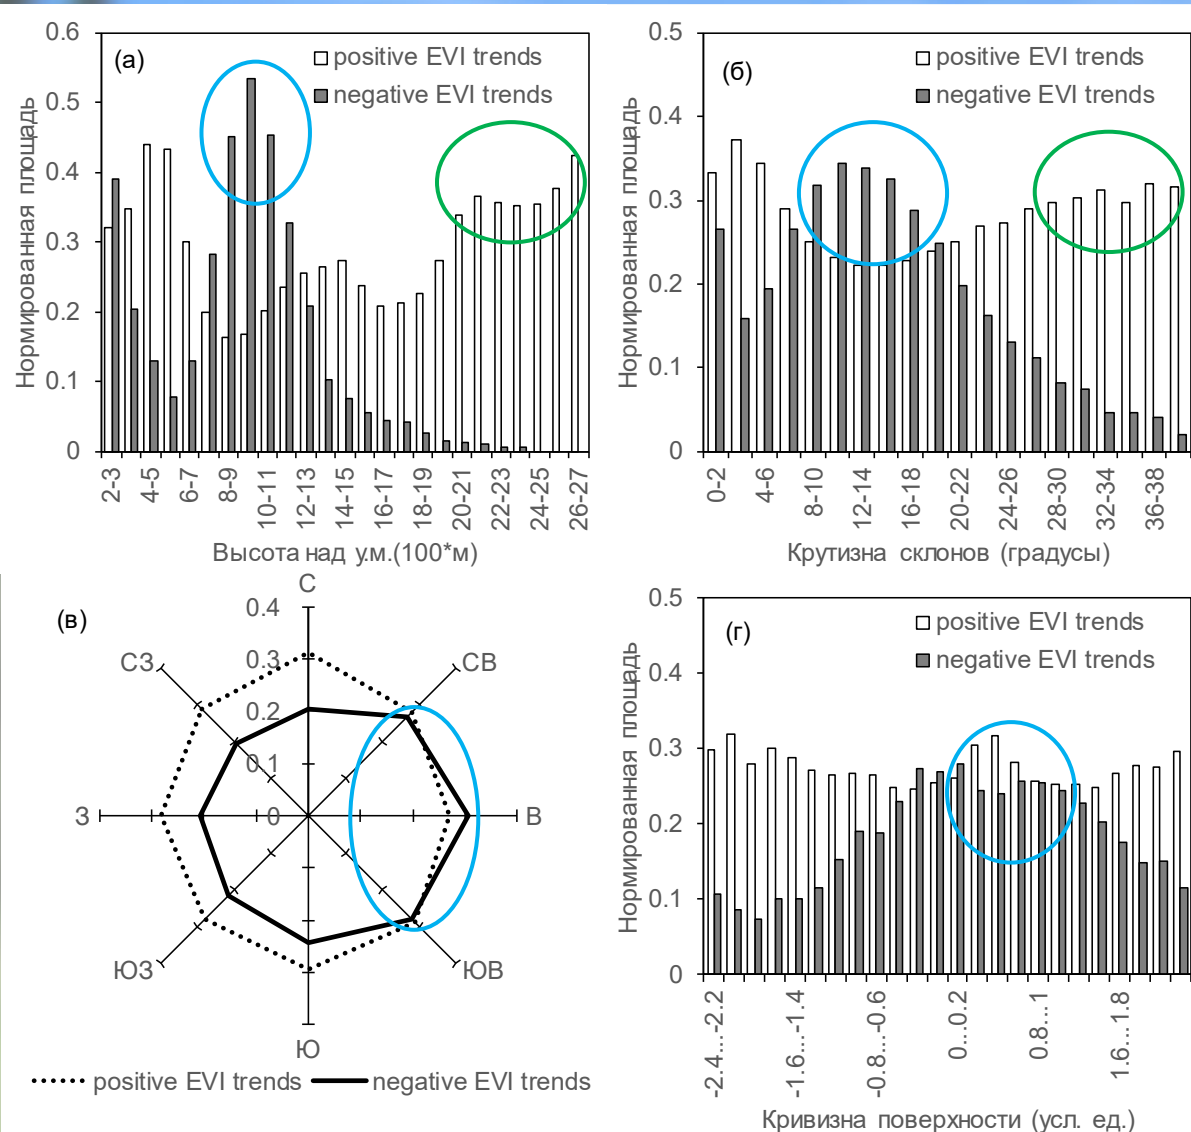 (а)
positive EVI trends
negative EVI trends
Нормированная площадь
0.6
0.5
0.4
0.3
0.2
0.1
0
2-3
4-5
6-7
8-9
10-11
12-13
14-15
16-17
18-19
20-21
22-23
24-25
26-27
Высота над у.м.(100*м)
(б)
positive EVI trends
negative EVI trends
Нормированная площадь
0.5
0.4
0.3
0.2
0.1
0
0-2
4-6
8-10
12-14
16-18
20-22
24-26
28-30
32-34
36-38
Крутизна склонов (градусы)
(в)
С
СВ
В
ЮВ
Ю
ЮЗ
З
СЗ
0.4
0.3
0.2
0.1
0
positive EVI trends
negative EVI trends
(г)
positive EVI trends
negative EVI trends
Нормированная площадь
0.5
0.4
0.3
0.2
0.1
0
-2.4...-2.2
-1.6...-1.4
-0.8...-0.6
0...0.2
0.8...1
1.6...1.8
Кривизна поверхности (усл. ед.)